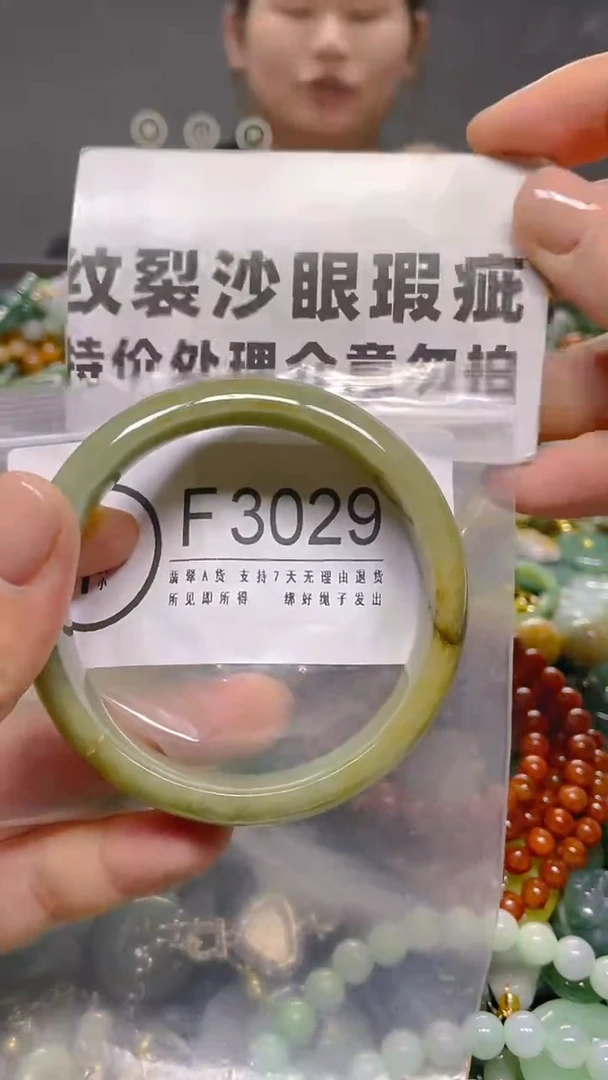 纹裂沙眼瑕疵
特价处理介意勿拍
F3029
翡翠A货 支持7天无理由退货
所见即所得 绑好绳子发出